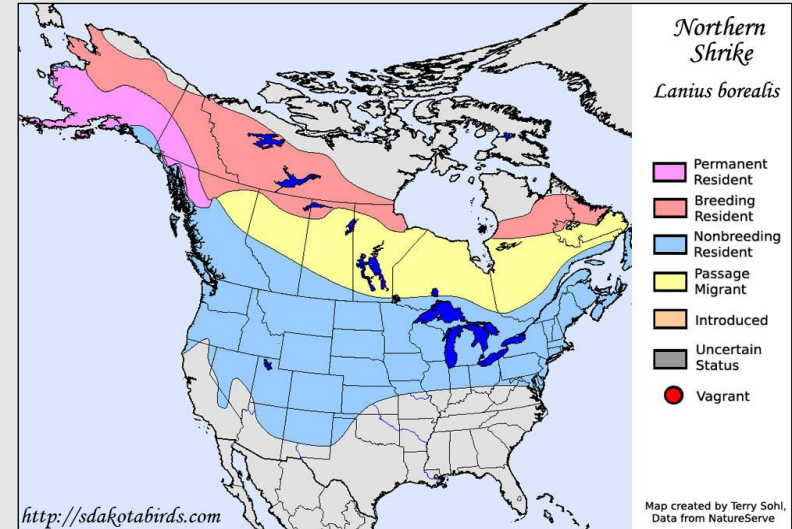 Northern
Shrike
Lanius borealis
Permanent
Resident
Breeding
Resident
Nonbreeding
Resident
Passage
Migrant
Introduced
Uncertain
Status
Vagrant
http://sdakotabirds.com
Map created by Terry Sohl,
Data from NatureServe